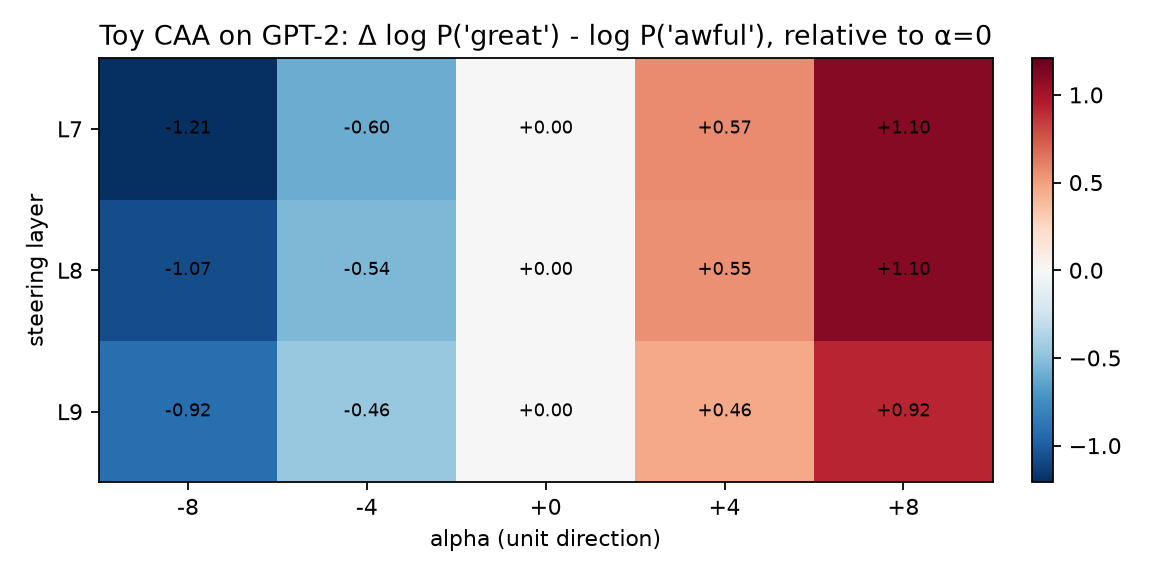 Toy CAA on GPT-2: Δ log P('great') - log P('awful'), relative to α=0
steering layer
L7
-1.21 -0.60 +0.00 +0.57 +1.10
L8
-1.07 -0.54 +0.00 +0.55 +1.10
L9
-0.92 -0.46 +0.00 +0.46 +0.92
-8 -4 +0 +4 +8
alpha (unit direction)
1.0
0.5
0.0
−0.5
−1.0